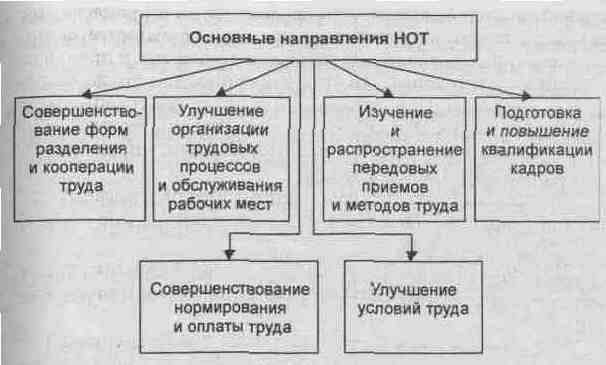 Основные направления НОТ
Совершенство-
вание форм
разделения
и кооперации
труда
Улучшение
организации
трудовых
процессов
и обслуживания
рабочих мест
Изучение
и
распространение
передовых
приемов
и методов труда
Подготовка
и повышение
квалификации
кадров
Совершенствование
нормирования
и оплаты труда
Улучшение
условий труда